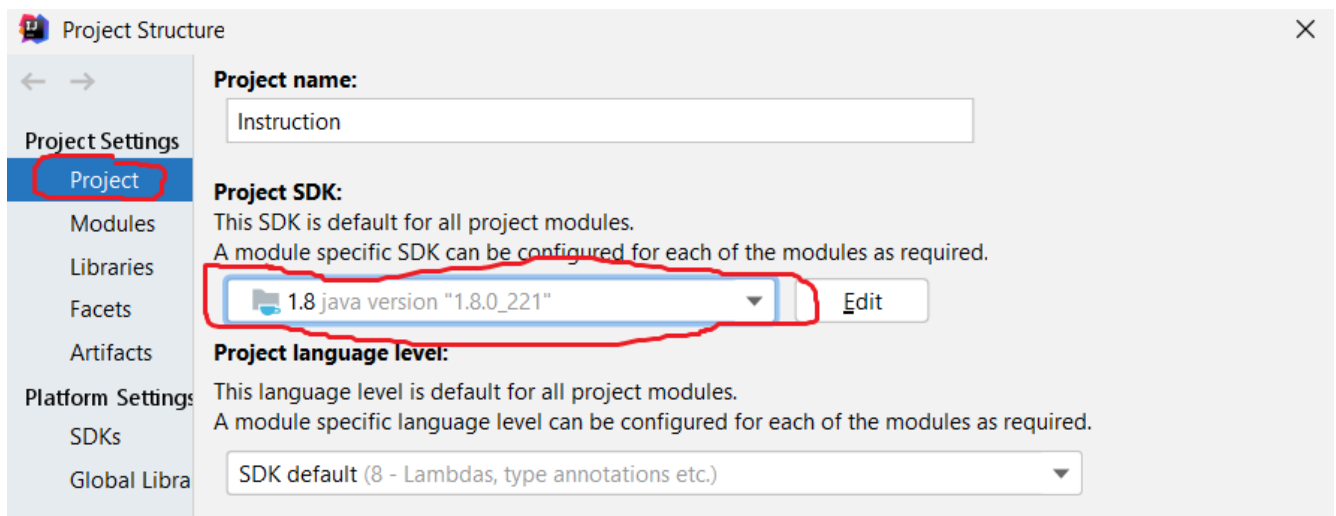 Project Structure
Project Settings
Project
Modules
Libraries
Facets
Artifacts
Platform Settings
SDKs
Global Libra
Project name:
Instruction
Project SDK:
This SDK is default for all project modules.
A module specific SDK can be configured for each of the modules as required.
1.8 java version "1.8.0_221"
Edit
Project language level:
This language level is default for all project modules.
A module specific language level can be configured for each of the modules as required.
SDK default (8 - Lambdas, type annotations etc.)